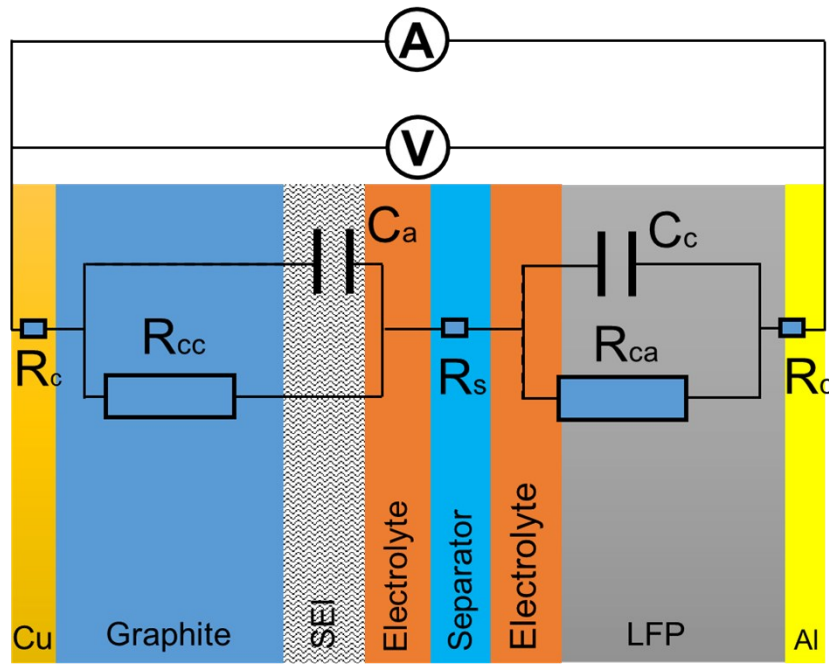 A
V
Ca
Cc
Rcc
Rca
Rc
Rs
Rc
Cu
Graphite
SEI
Electrolyte
Separator
Electrolyte
LFP
Al